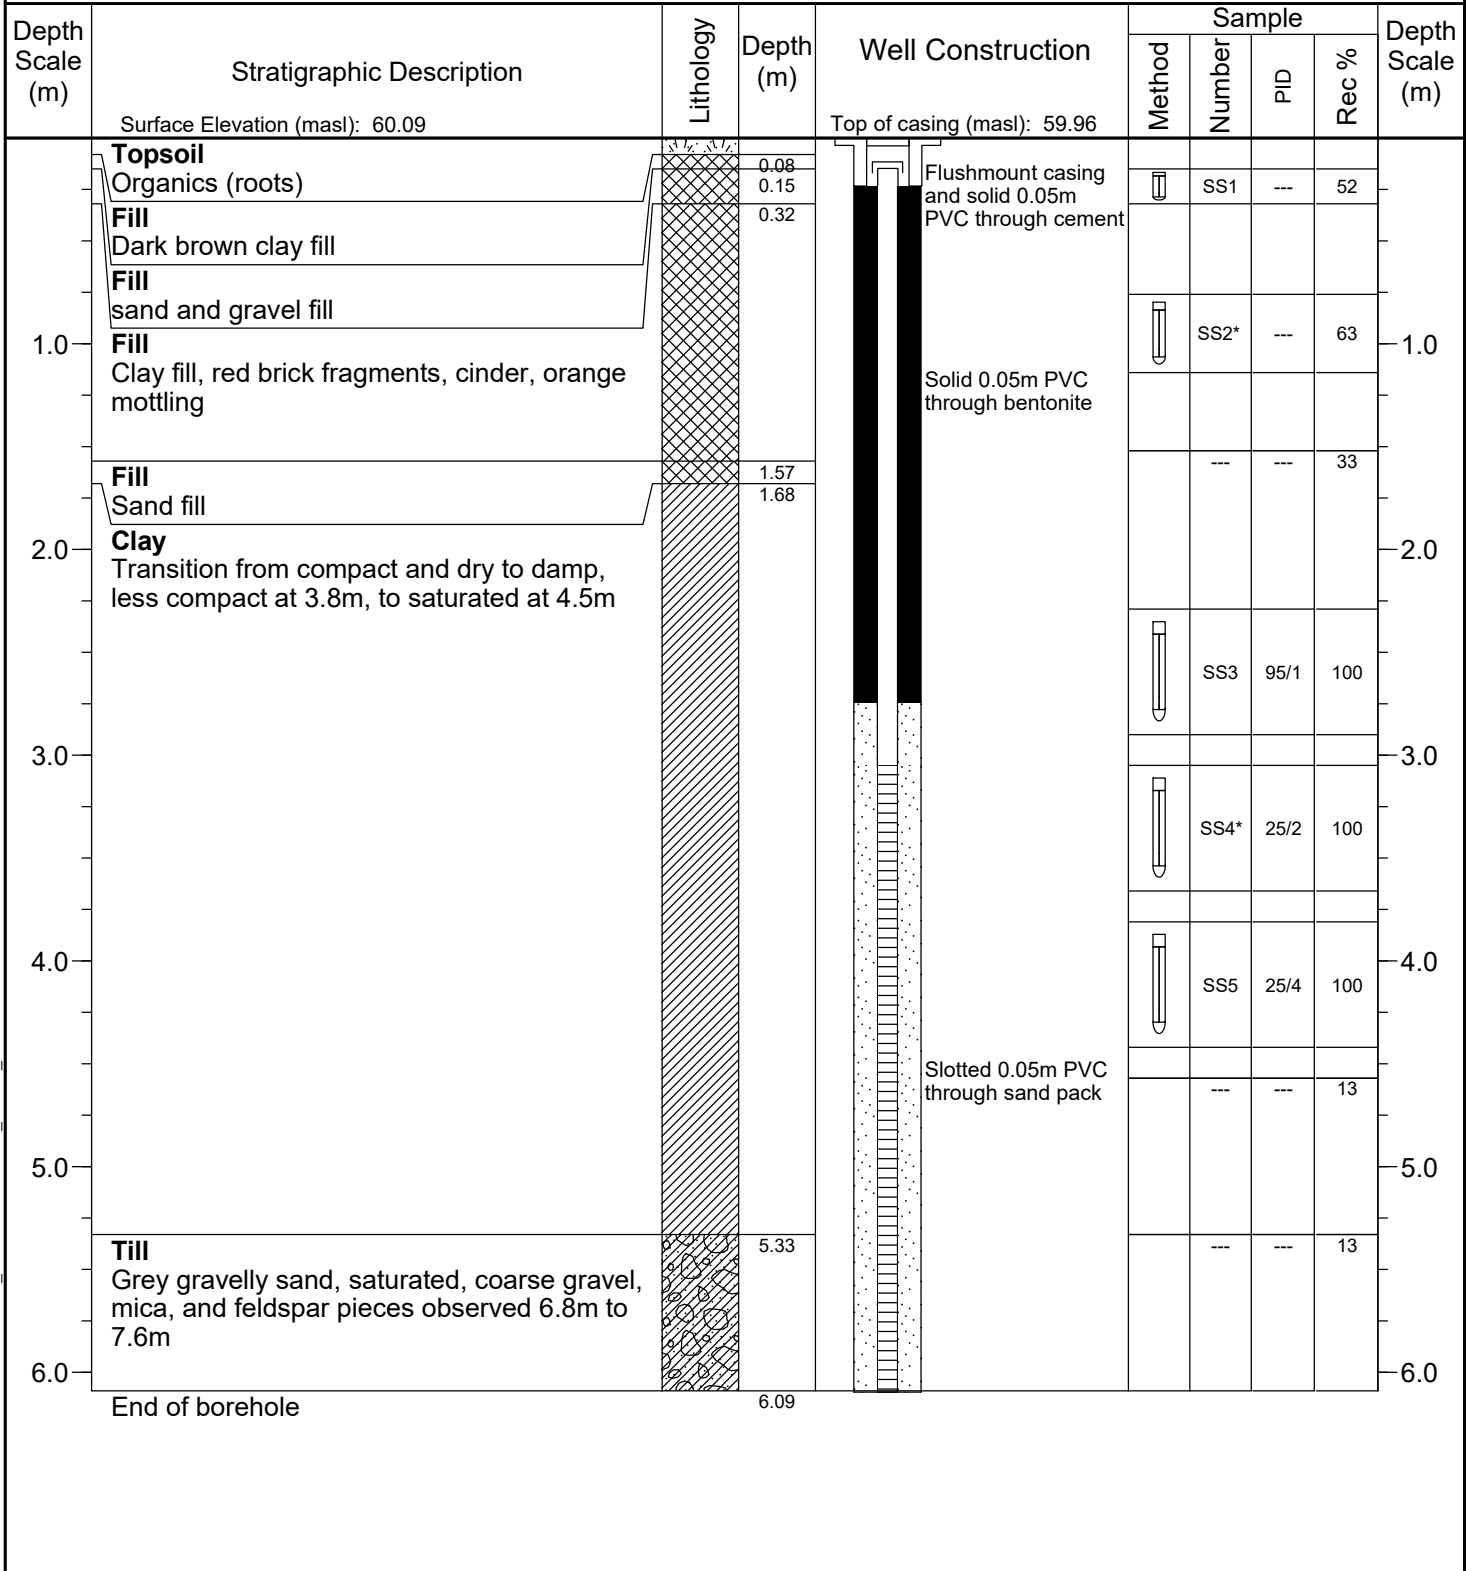 Depth
Scale
(m)
Stratigraphic Description
Surface Elevation (masl): 60.09
Lithology
Depth
(m)
Well Construction
Top of casing (masl): 59.96
Sample
Method
Number
PID
Rec %
Depth
Scale
(m)
Topsoil
Organics (roots)
0.08
Fill
Dark brown clay fill
0.15
Fill
sand and gravel fill
0.32
Fill
Clay fill, red brick fragments, cinder, orange
mottling
Fill
Sand fill
1.57
Clay
Transition from compact and dry to damp,
less compact at 3.8m, to saturated at 4.5m
1.68
Till
Grey gravelly sand, saturated, coarse gravel,
mica, and feldspar pieces observed 6.8m to
7.6m
5.33
End of borehole
6.09
1.0
2.0
3.0
4.0
5.0
6.0
Flushmount casing
and solid 0.05m
PVC through cement
Solid 0.05m PVC
through bentonite
Slotted 0.05m PVC
through sand pack
SS1 --- 52
SS2* --- 63
--- --- 33
SS3 95/1 100
SS4* 25/2 100
SS5 25/4 100
--- --- 13
--- --- 13
1.0
2.0
3.0
4.0
5.0
6.0